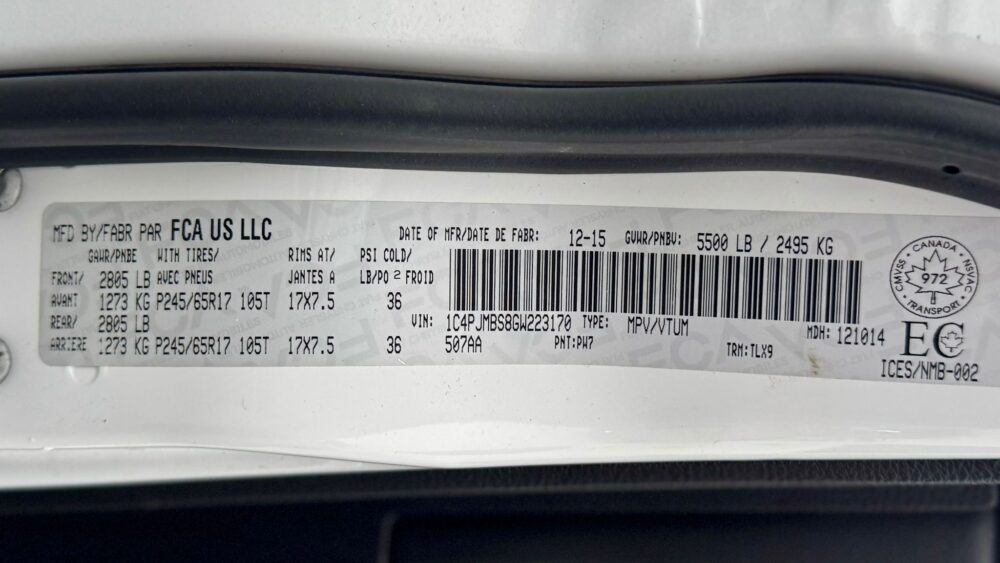 MFD BY/FABR PAR FCA US LLC DATE OF MFR/DATE DE FABR: 12-15 GVWR/PNBV: 5500 LB / 2495 KG
GAWR/PNBE WITH TIRES/ RIMS AT/ PSI COLD/
FRONT/ 2805 LB AVEC PNEUS JANTES A LB/PO 2 FROID
AVANT 1273 KG P245/65R17 105T 17X7.5 36
REAR/ 2805 LB VIN: 1C4PJMBS8GW223170 TYPE: MPV/VTUM MDH: 121014
ARRIERE 1273 KG P245/65R17 105T 17X7.5 36 507AA PNT:PW7 TRM:TLX9
CANADA
CMVSS 972 NSVAC
TRANSPORT
EC
ICES/NMB-002